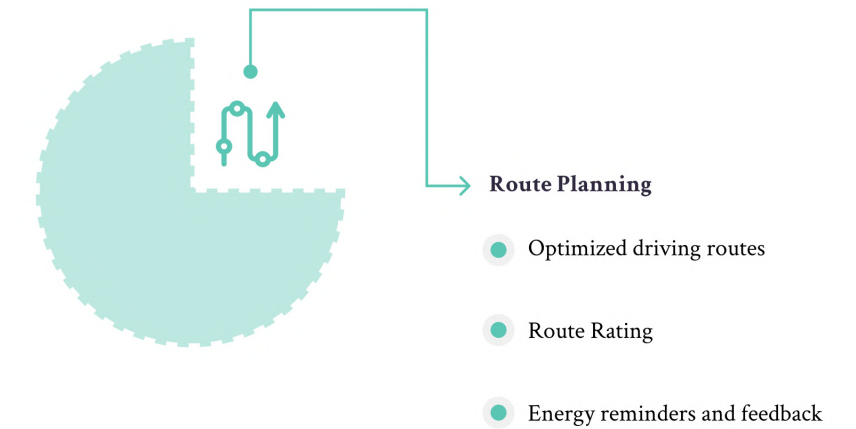 Route Planning
Optimized driving routes
Route Rating
Energy reminders and feedback